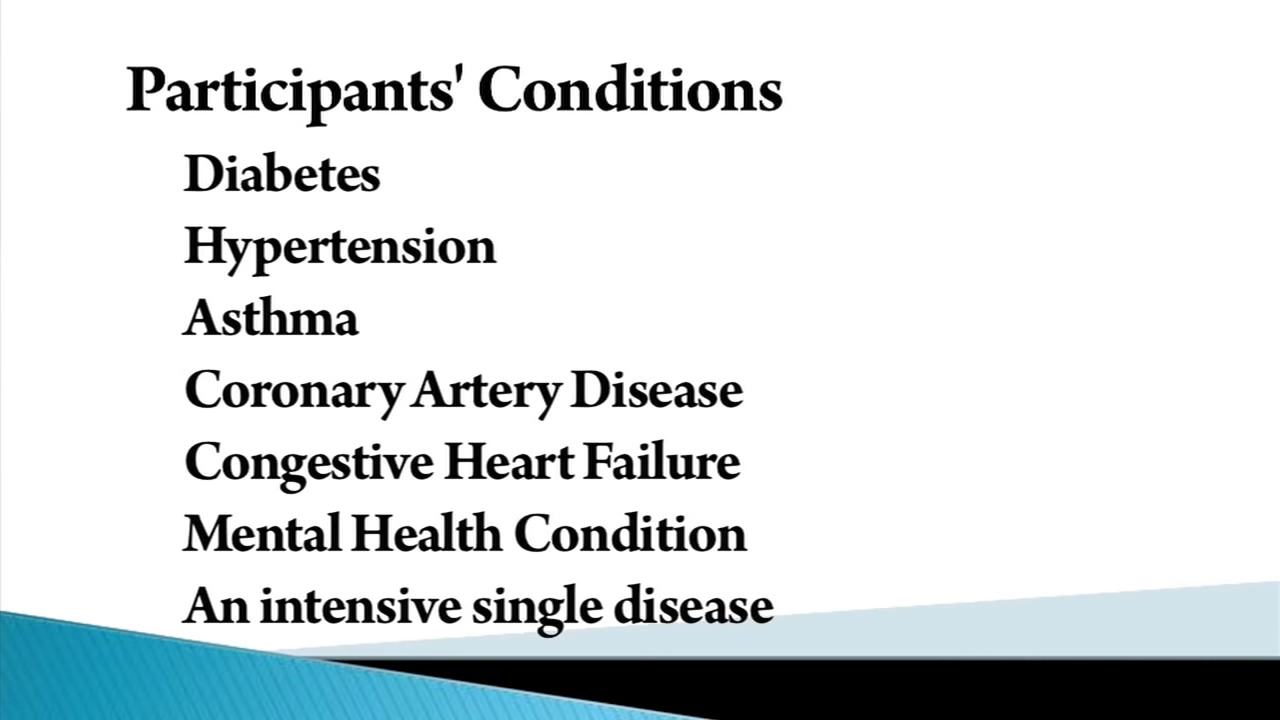 Participants' Conditions
Diabetes
Hypertension
Asthma
Coronary Artery Disease
Congestive Heart Failure
Mental Health Condition
An intensive single disease